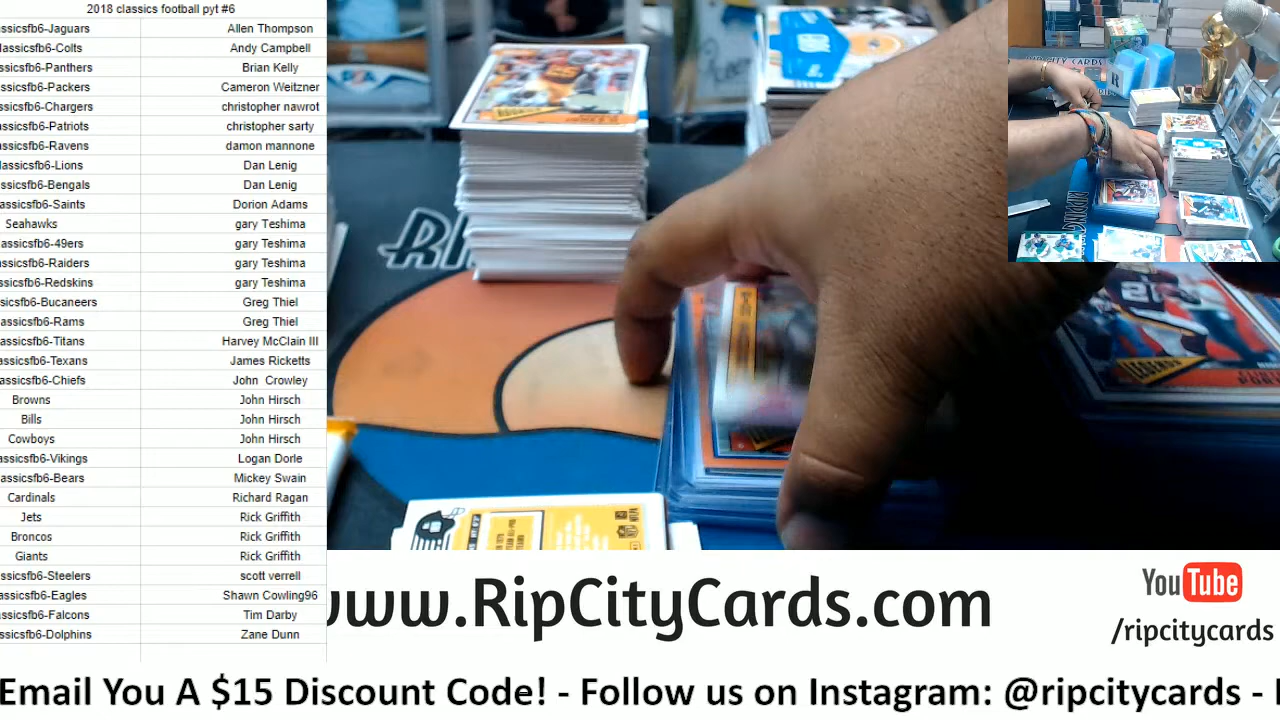 2018 classics football pyt #6
assicsfb6-Jaguars Allen Thompson
lassicsfb6-Colts Andy Campbell
ssicsfb6-Panthers Brian Kelly
assicsfb6-Packers Cameron Weitzner
ssicsfb6-Chargers christopher nawrot
assicsfb6-Patriots christopher sarty
assicsfb6-Ravens damon mannone
lassicsfb6-Lions Dan Lenig
assicsfb6-Bengals Dan Lenig
assicsfb6-Saints Dorion Adams
Seahawks gary Teshima
assicsfb6-49ers gary Teshima
assicsfb6-Raiders gary Teshima
ssicsfb6-Redskins gary Teshima
sicsfb6-Bucaneers Greg Thiel
assicsfb6-Rams Greg Thiel
assicsfb6-Titans Harvey McClain III
assicsfb6-Texans James Ricketts
assicsfb6-Chiefs John Crowley
Browns John Hirsch
Bills John Hirsch
Cowboys John Hirsch
assicsfb6-Vikings Logan Dorle
assicsfb6-Bears Mickey Swain
Cardinals Richard Ragan
Jets Rick Griffith
Broncos Rick Griffith
Giants Rick Griffith
ssicsfb6-Steelers scott verrell
assicsfb6-Eagles Shawn Cowling96
assicsfb6-Falcons Tim Darby
ssicsfb6-Dolphins Zane Dunn
LEGENDS
www.RipCityCards.com
YouTube
/ripcitycards
Email You A $15 Discount Code! - Follow us on Instagram: @ripcitycards -